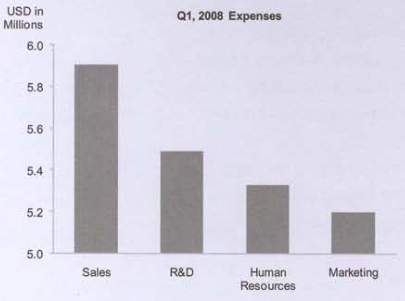 USD in
Millions
Q1, 2008 Expenses
6.0
5.8
5.6
5.4
5.2
5.0
Sales
R&D
Human
Resources
Marketing